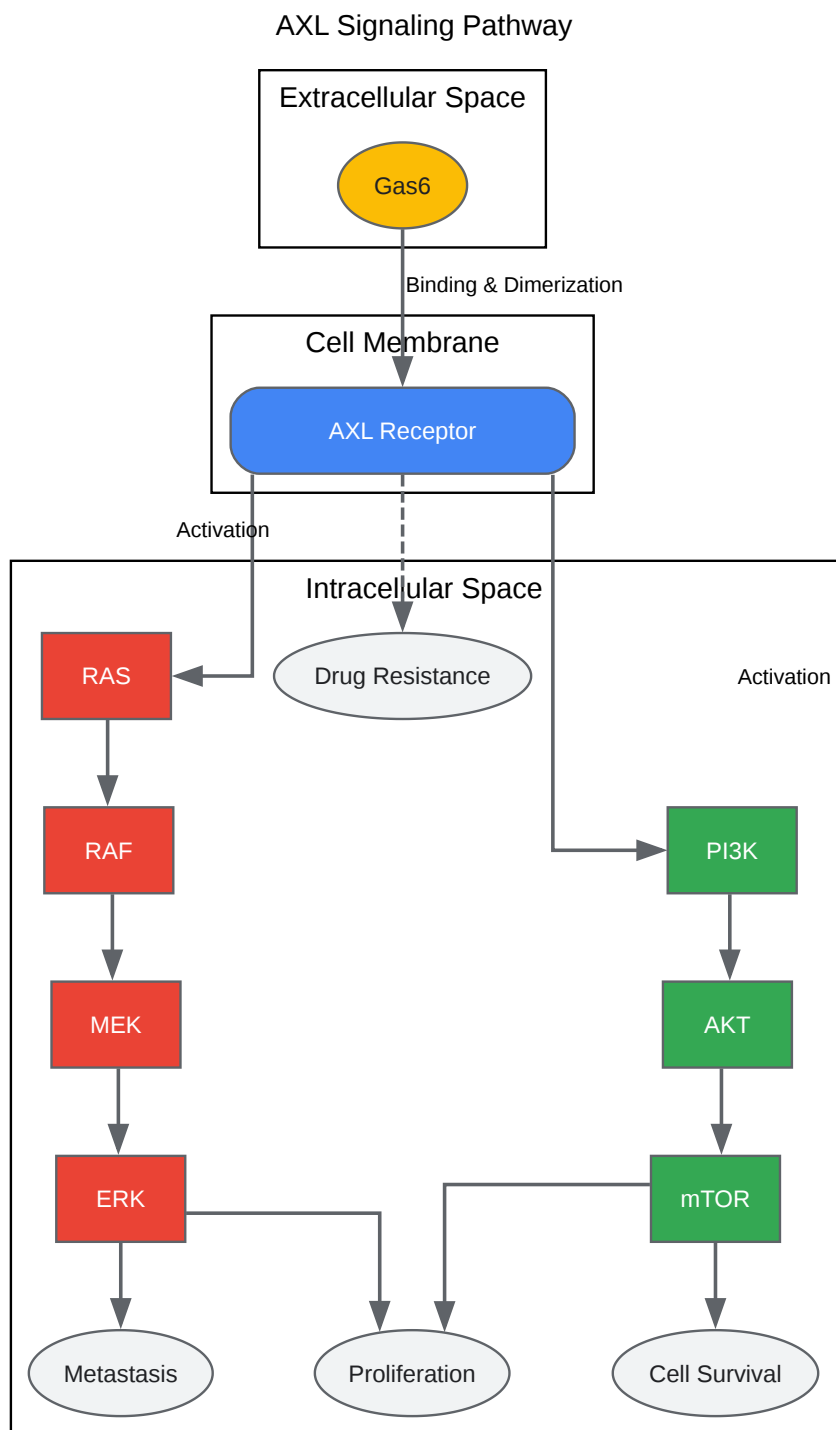 AXL Signaling Pathway
Extracellular Space
Gas6
Binding & Dimerization
Cell Membrane
AXL Receptor
Activation
Intracellular Space
RAS
Drug Resistance
Activation
RAF
PI3K
MEK
AKT
ERK
mTOR
Metastasis
Proliferation
Cell Survival